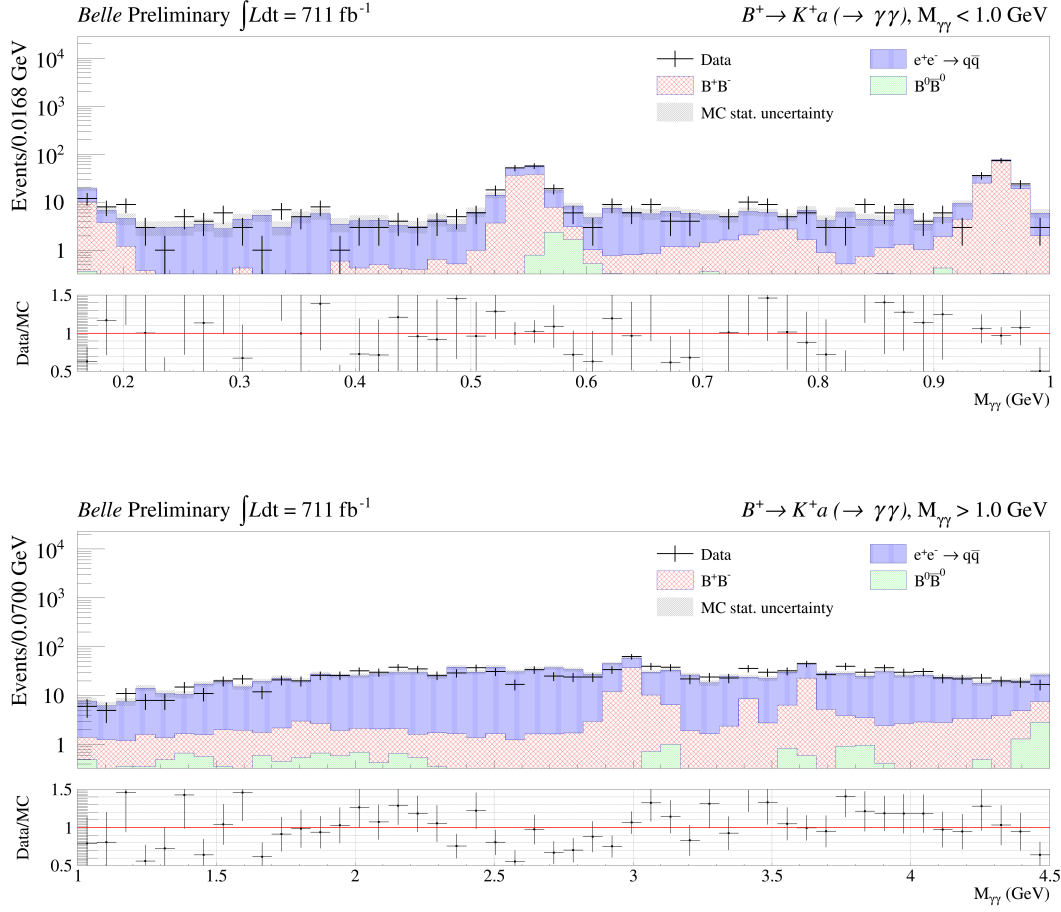 Belle Preliminary ∫Ldt = 711 fb⁻¹
B⁺→ K⁺a (→ γγ), M_γγ < 1.0 GeV
Events/0.0168 GeV
10⁴
10³
10²
10
1
Data
e⁺e⁻ → qq̅
B⁺B⁻
B⁰B̅⁰
MC stat. uncertainty
Data/MC
1.5
1
0.5
0.2 0.3 0.4 0.5 0.6 0.7 0.8 0.9 1
M_γγ (GeV)
Belle Preliminary ∫Ldt = 711 fb⁻¹
B⁺→ K⁺a (→ γγ), M_γγ > 1.0 GeV
Events/0.0700 GeV
10⁴
10³
10²
10
1
Data
e⁺e⁻ → qq̅
B⁺B⁻
B⁰B̅⁰
MC stat. uncertainty
Data/MC
1.5
1
0.5
1 1.5 2 2.5 3 3.5 4 4.5
M_γγ (GeV)